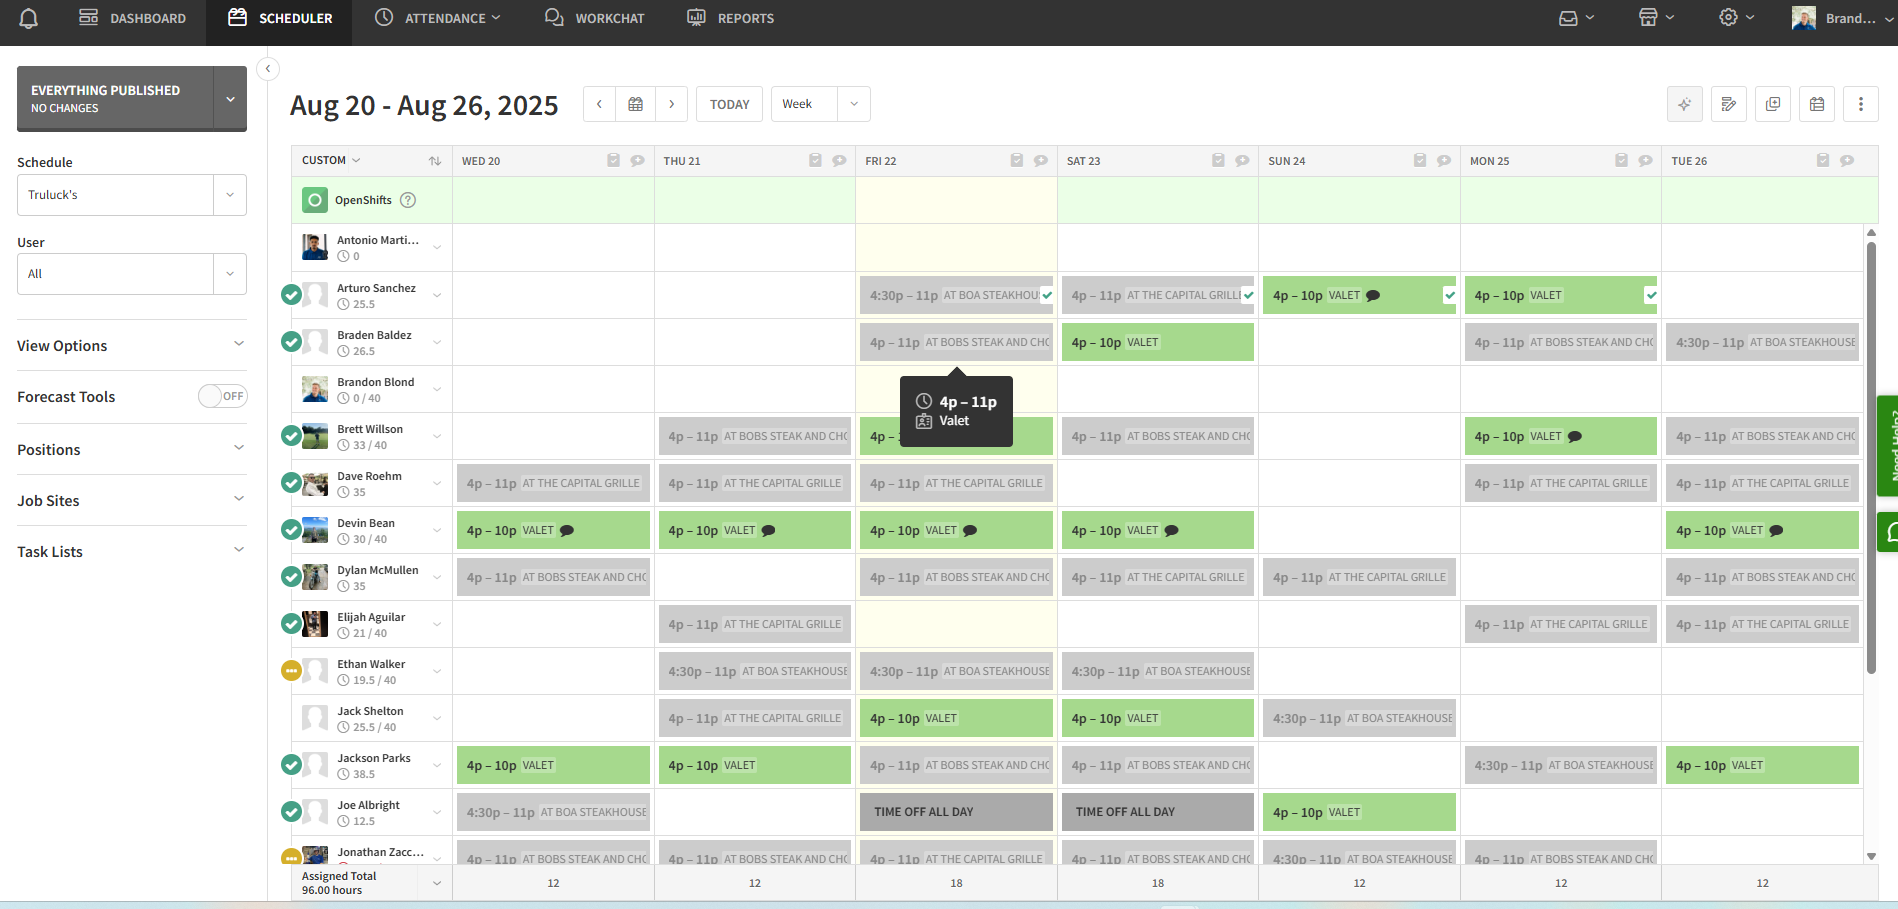 DASHBOARD
SCHEDULER
ATTENDANCE
WORKCHAT
REPORTS
Brand...
EVERYTHING PUBLISHED
NO CHANGES
Schedule
Truluck's
User
All
View Options
Forecast Tools
OFF
Positions
Job Sites
Task Lists
Aug 20 - Aug 26, 2025
TODAY
Week
CUSTOM
WED 20
THU 21
FRI 22
SAT 23
SUN 24
MON 25
TUE 26
OpenShifts ?
Antonio Marti...
0
Arturo Sanchez
25.5
4:30p – 11p AT BOA STEAKHOU
4p – 11p AT THE CAPITAL GRILL
4p – 10p VALET
4p – 10p VALET
Braden Baldez
26.5
4p – 11p AT BOBS STEAK AND CHO
4p – 10p VALET
4p – 11p AT BOBS STEAK AND CHO
4:30p – 11p AT BOA STEAKHOUSE
Brandon Blond
0 / 40
4p – 11p
Valet
Brett Willson
33 / 40
4p – 11p AT BOBS STEAK AND CHO
4p –
4p – 11p AT BOBS STEAK AND CHO
4p – 10p VALET
4p – 11p AT BOBS STEAK AND CHO
Dave Roehm
35
4p – 11p AT THE CAPITAL GRILLE
4p – 11p AT THE CAPITAL GRILLE
4p – 11p AT THE CAPITAL GRILLE
4p – 11p AT THE CAPITAL GRILLE
4p – 11p AT THE CAPITAL GRILLE
Devin Bean
30 / 40
4p – 10p VALET
4p – 10p VALET
4p – 10p VALET
4p – 10p VALET
4p – 10p VALET
Dylan McMullen
35
4p – 11p AT BOBS STEAK AND CHO
4p – 11p AT BOBS STEAK AND CHO
4p – 11p AT THE CAPITAL GRILLE
4p – 11p AT THE CAPITAL GRILLE
4p – 11p AT BOBS STEAK AND CHO
Elijah Aguilar
21 / 40
4p – 11p AT THE CAPITAL GRILLE
4p – 11p AT THE CAPITAL GRILLE
4p – 11p AT THE CAPITAL GRILLE
Ethan Walker
19.5 / 40
4:30p – 11p AT BOA STEAKHOUSE
4:30p – 11p AT BOA STEAKHOUSE
4:30p – 11p AT BOA STEAKHOUSE
Jack Shelton
25.5 / 40
4p – 11p AT THE CAPITAL GRILLE
4p – 10p VALET
4p – 10p VALET
4:30p – 11p AT BOA STEAKHOUSE
Jackson Parks
38.5
4p – 10p VALET
4p – 10p VALET
4p – 11p AT BOBS STEAK AND CHO
4p – 11p AT BOBS STEAK AND CHO
4:30p – 11p AT BOA STEAKHOUSE
4p – 10p VALET
Joe Albright
12.5
4:30p – 11p AT BOA STEAKHOUSE
TIME OFF ALL DAY
TIME OFF ALL DAY
4p – 10p VALET
Jonathan Zacc...
4p – 11p AT BOBS STEAK AND CHO
4p – 11p AT BOBS STEAK AND CHO
4p – 11p AT THE CAPITAL GRILLE
4p – 11p AT BOBS STEAK AND CHO
4:30p – 11p AT BOA STEAKHOUSE
4p – 11p AT BOBS STEAK AND CHO
Assigned Total
96.00 hours
12
12
18
18
12
12
12
Need Help?